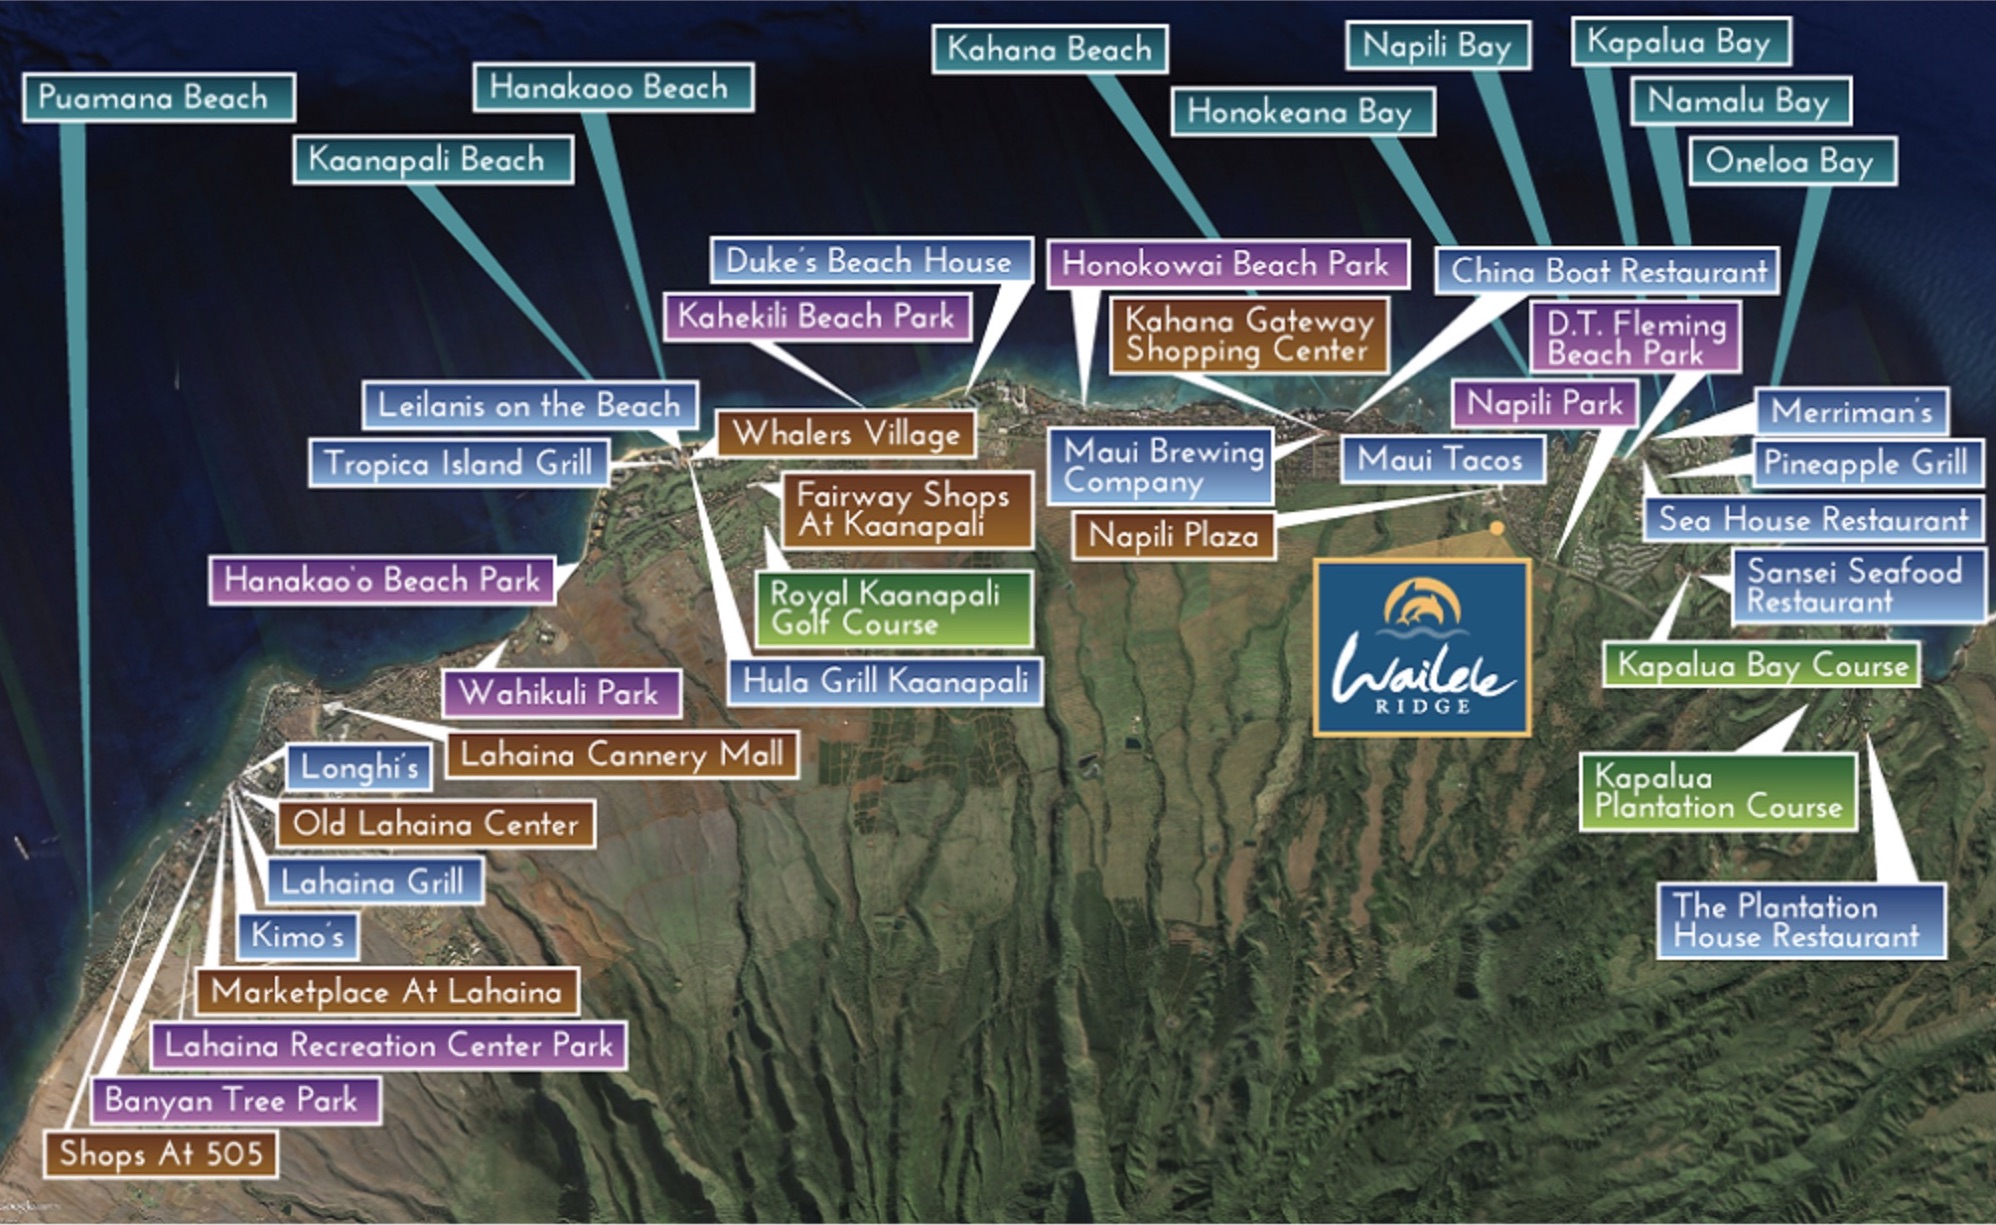 Kahana Beach
Napili Bay
Kapalua Bay
Puamana Beach
Hanakaoo Beach
Honokeana Bay
Namalu Bay
Kaanapali Beach
Oneloa Bay
Duke's Beach House
Honokowai Beach Park
China Boat Restaurant
Kahekili Beach Park
Kahana Gateway
Shopping Center
D.T. Fleming
Beach Park
Leilanis on the Beach
Whalers Village
Napili Park
Merriman's
Tropica Island Grill
Maui Brewing
Company
Maui Tacos
Pineapple Grill
Fairway Shops
At Kaanapali
Napili Plaza
Sea House Restaurant
Hanakao'o Beach Park
Royal Kaanapali
Golf Course
Wailele
RIDGE
Sansei Seafood
Restaurant
Wahikuli Park
Hula Grill Kaanapali
Kapalua Bay Course
Longhi's
Lahaina Cannery Mall
Kapalua
Plantation Course
Old Lahaina Center
Lahaina Grill
Kimo's
The Plantation
House Restaurant
Marketplace At Lahaina
Lahaina Recreation Center Park
Banyan Tree Park
Shops At 505